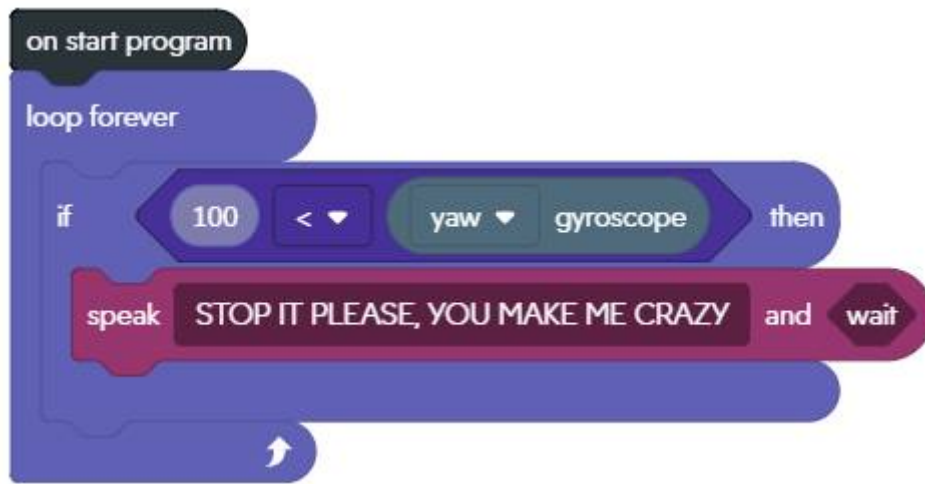 on start program
loop forever
if 100 < yaw gyroscope then
speak STOP IT PLEASE, YOU MAKE ME CRAZY and wait